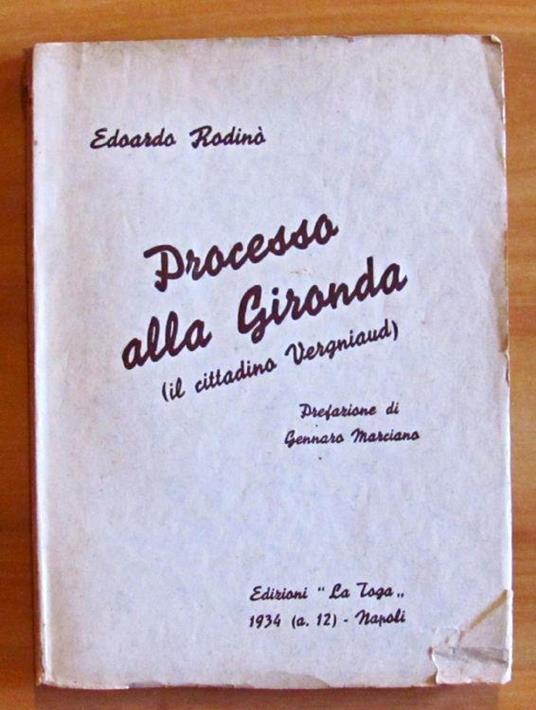 Edoardo Rodinò
Processo
alla Gironda
(il cittadino Vergniaud)
Prefazione di
Gennaro Marciano
Edizioni "La Toga„
1934 (a. 12) - Napoli